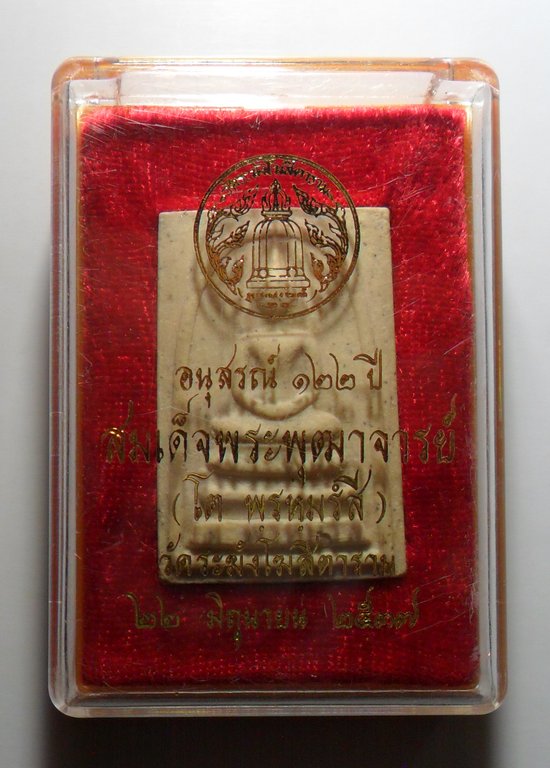 อนุสรณ์ ๑๒๒ ปี
สมเด็จพระพุฒาจารย์
(โต พฺรหฺมรํสี)
วัดระฆังโฆสิตาราม
๒๒ มิถุนายน ๒๕๓๗